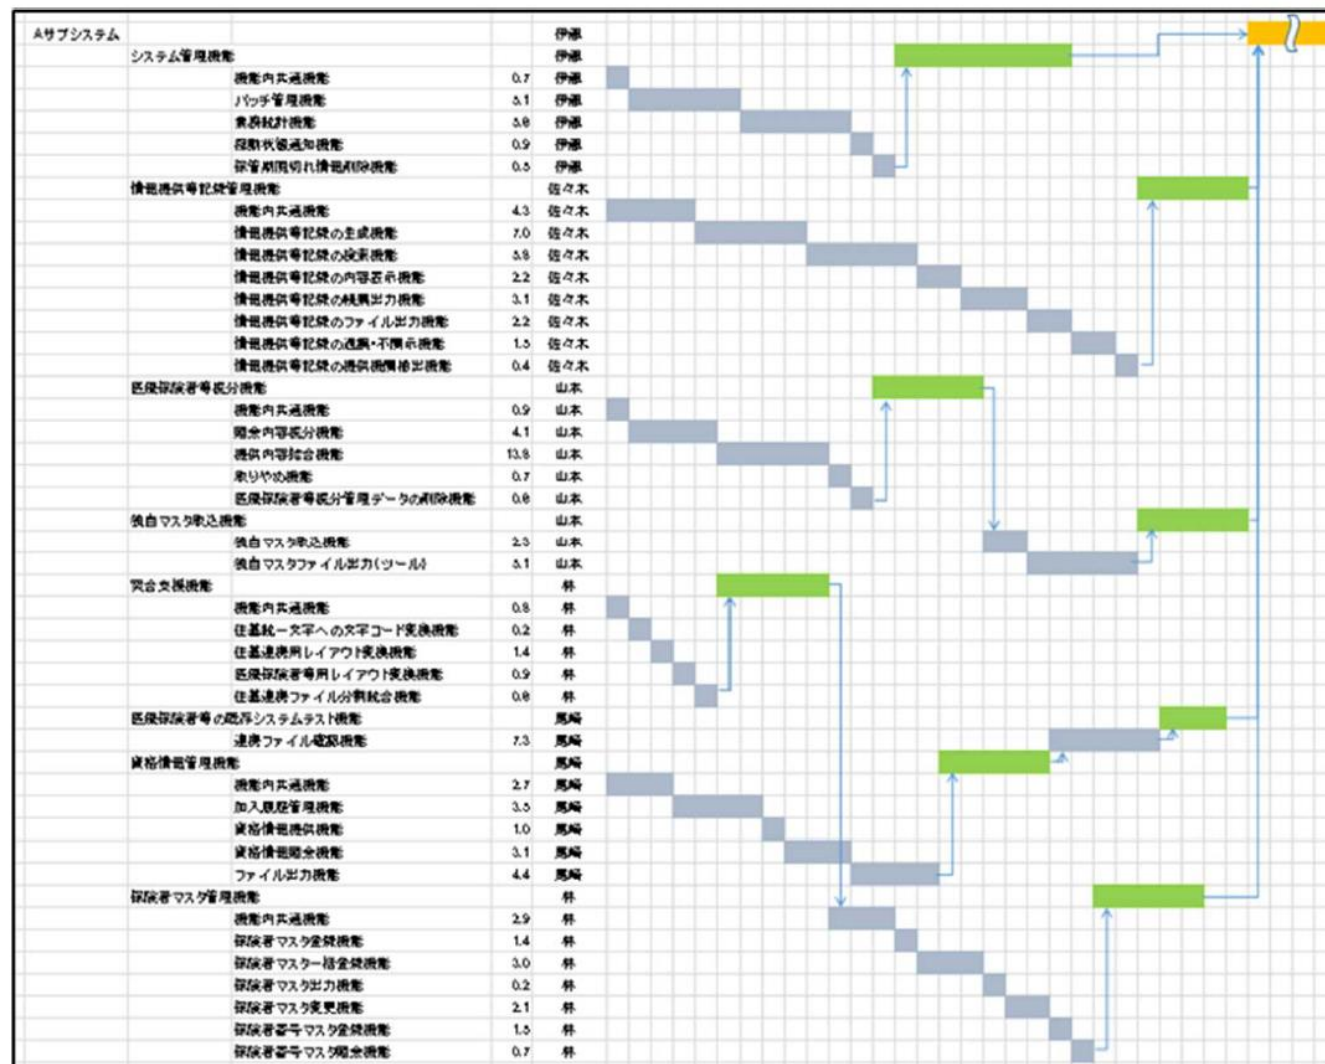 Aサブシステム 伊藤
システム管理機能 伊藤
機能内共通機能 0.7 伊藤
バッチ管理機能 5.1 伊藤
業務統計機能 伊藤
稼動状態通知機能 0.9 伊藤
保管期限切れ情報削除機能 0.5 伊藤
情報提供等記録管理機能 佐々木
機能内共通機能 4.3 佐々木
情報提供等記録の生成機能 7.0 佐々木
情報提供等記録の検索機能 5.8 佐々木
情報提供等記録の内容表示機能 2.2 佐々木
情報提供等記録の帳票出力機能 3.1 佐々木
情報提供等記録のファイル出力機能 2.2 佐々木
情報提供等記録の・不開示機能 1.5 佐々木
情報提供等記録の提供機関抽出機能 0.4 佐々木
医療保険者等振分機能 山本
機能内共通機能 0.9 山本
照会内容振分機能 4.1 山本
提供内容結合機能 13.8 山本
取りやめ機能 0.7 山本
医療保険者等振分管理データの削除機能 山本
独自マスタ取込機能 山本
独自マスタ取込機能 2.3 山本
独自マスタファイル出力(ツール) 5.1 山本
突合支援機能 林
機能内共通機能 0.8 林
住基統一文字への文字コード変換機能 0.2 林
住基連携用レイアウト変換機能 1.4 林
医療保険者等用レイアウト変換機能 0.9 林
住基連携ファイル分割統合機能 林
医療保険者等の既存システムテスト機能 尾崎
連携ファイル確認機能 7.3 尾崎
資格情報管理機能 尾崎
機能内共通機能 2.7 尾崎
加入履歴管理機能 3.5 尾崎
資格情報提供機能 1.0 尾崎
資格情報照会機能 3.1 尾崎
ファイル出力機能 4.4 尾崎
保険者マスタ管理機能 林
機能内共通機能 2.9 林
保険者マスタ登録機能 1.4 林
保険者マスタ一括登録機能 3.0 林
保険者マスタ出力機能 0.2 林
保険者マスタ変更機能 2.1 林
保険者番号マスタ登録機能 1.5 林
保険者番号マスタ照会機能 0.7 林